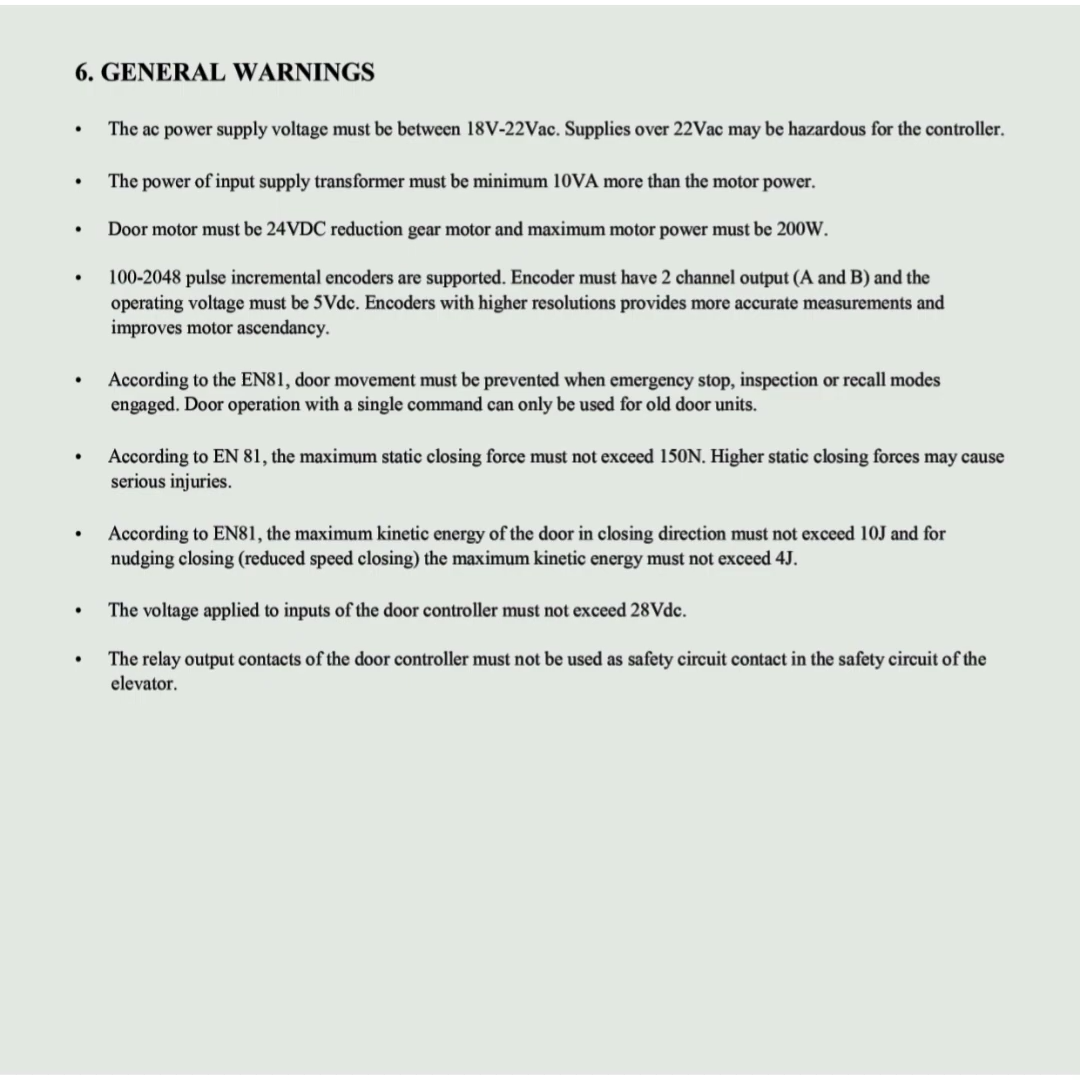 6. GENERAL WARNINGS
• The ac power supply voltage must be between 18V-22Vac. Supplies over 22Vac may be hazardous for the controller.
• The power of input supply transformer must be minimum 10VA more than the motor power.
• Door motor must be 24VDC reduction gear motor and maximum motor power must be 200W.
• 100-2048 pulse incremental encoders are supported. Encoder must have 2 channel output (A and B) and the
operating voltage must be 5Vdc. Encoders with higher resolutions provides more accurate measurements and
improves motor ascendancy.
• According to the EN81, door movement must be prevented when emergency stop, inspection or recall modes
engaged. Door operation with a single command can only be used for old door units.
• According to EN 81, the maximum static closing force must not exceed 150N. Higher static closing forces may cause
serious injuries.
• According to EN81, the maximum kinetic energy of the door in closing direction must not exceed 10J and for
nudging closing (reduced speed closing) the maximum kinetic energy must not exceed 4J.
• The voltage applied to inputs of the door controller must not exceed 28Vdc.
• The relay output contacts of the door controller must not be used as safety circuit contact in the safety circuit of the
elevator.